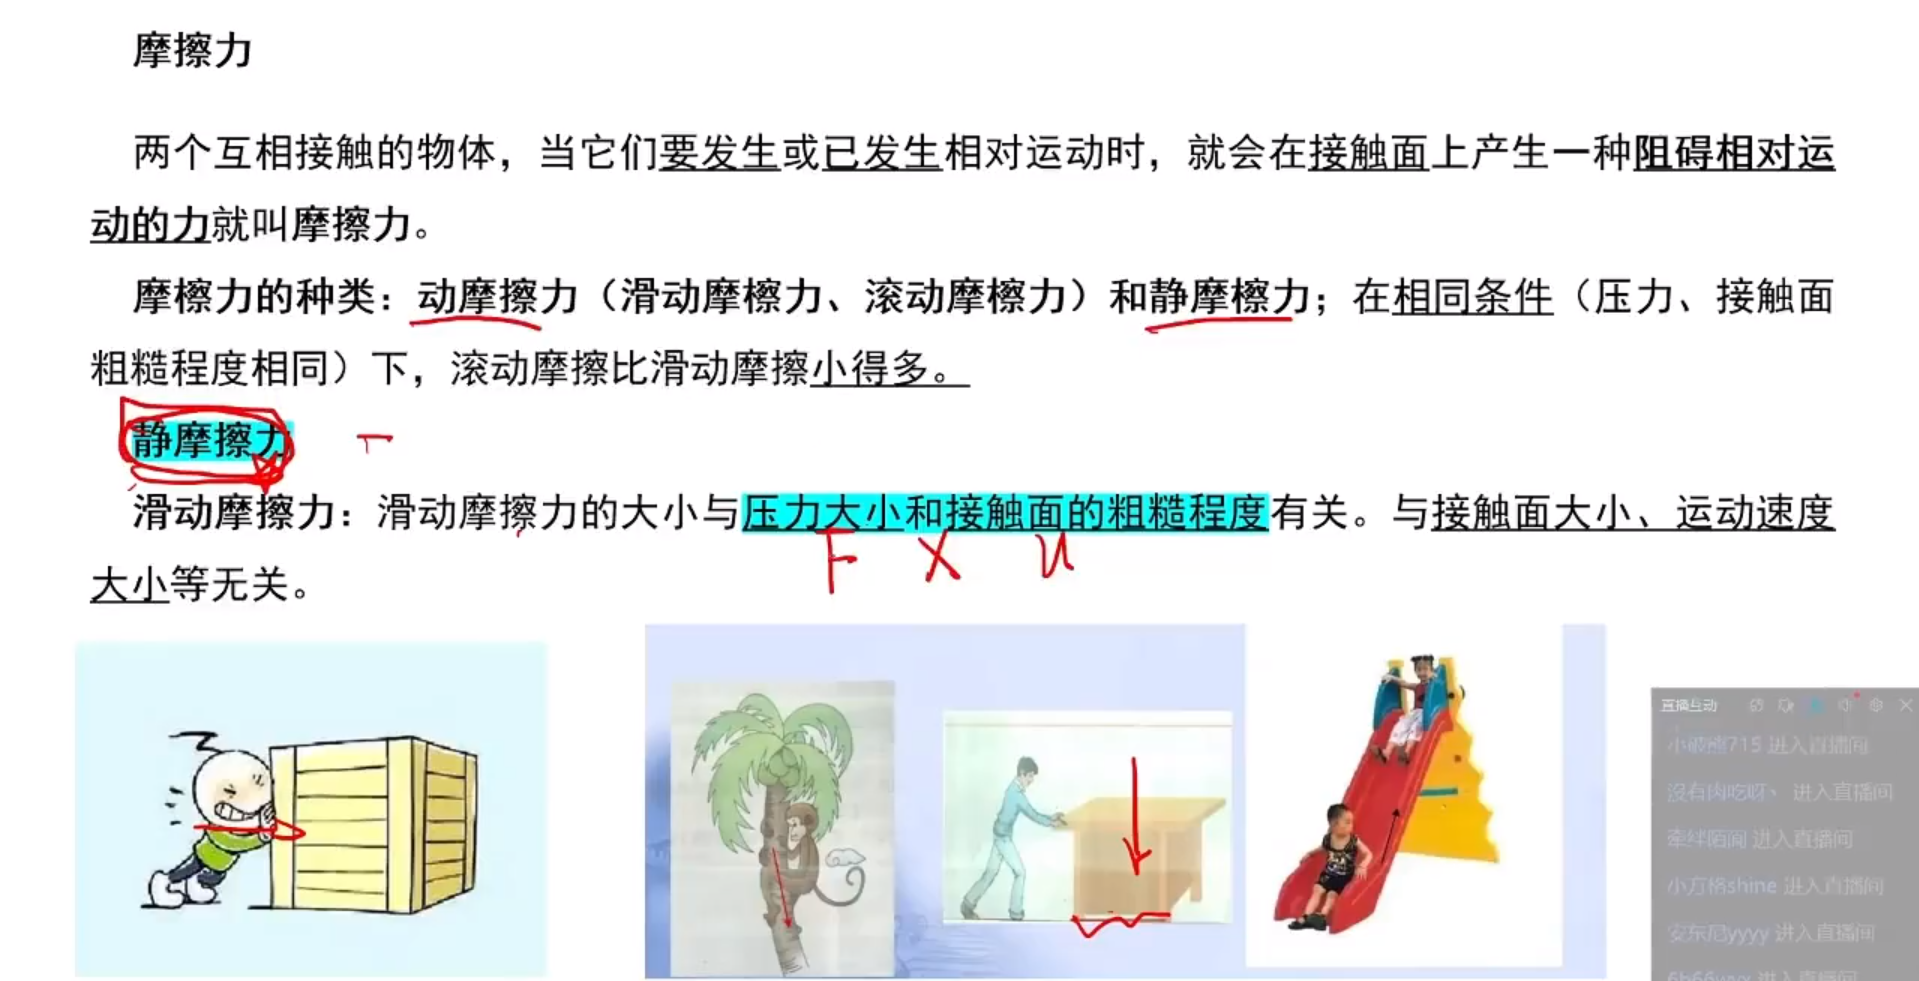 摩擦力
两个互相接触的物体，当它们要发生或已发生相对运动时，就会在接触面上产生一种阻碍相对运
动的力就叫摩擦力。
摩檫力的种类：动摩擦力（滑动摩檫力、滚动摩檫力）和静摩檫力；在相同条件（压力、接触面
粗糙程度相同）下，滚动摩擦比滑动摩擦小得多。
静摩擦力
滑动摩擦力：滑动摩擦力的大小与压力大小和接触面的粗糙程度有关。与接触面大小、运动速度
F X u
大小等无关。
直播互动
小破熊715 进入直播间
沒有肉吃呀丶 进入直播间
牵绊陌阎 进入直播间
小方格shine 进入直播间
安东尼yyyy 进入直播间
进入直播间